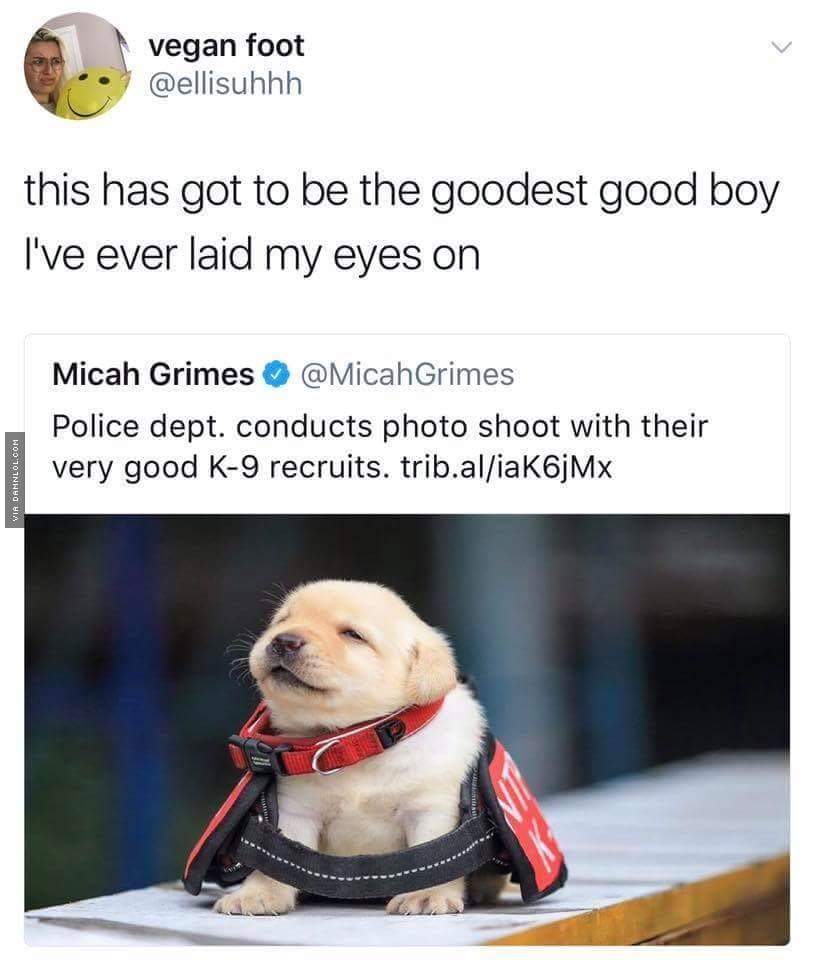 vegan foot
@ellisuhhh
this has got to be the goodest good boy
I've ever laid my eyes on
Micah Grimes @MicahGrimes
Police dept. conducts photo shoot with their
very good K-9 recruits. trib.al/iaK6jMx
VIA DAMNLOL.COM